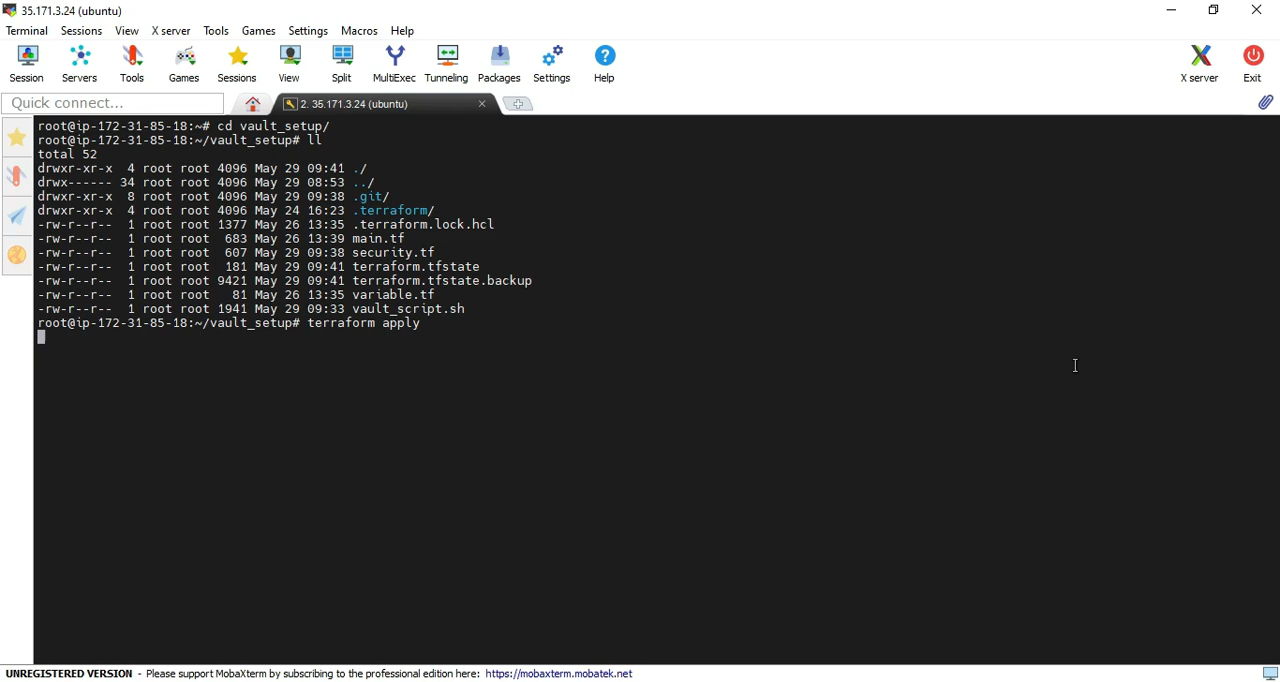 35.171.3.24 (ubuntu)
Terminal Sessions View X server Tools Games Settings Macros Help
Session Servers Tools Games Sessions View Split MultiExec Tunneling Packages Settings Help X server Exit
Quick connect... 2. 35.171.3.24 (ubuntu)
root@ip-172-31-85-18:~# cd vault_setup/
root@ip-172-31-85-18:~/vault_setup# ll
total 52
drwxr-xr-x  4 root root 4096 May 29 09:41 ./
drwx------ 34 root root 4096 May 29 08:53 ../
drwxr-xr-x  8 root root 4096 May 29 09:38 .git/
drwxr-xr-x  4 root root 4096 May 24 16:23 .terraform/
-rw-r--r--  1 root root 1377 May 26 13:35 .terraform.lock.hcl
-rw-r--r--  1 root root  683 May 26 13:39 main.tf
-rw-r--r--  1 root root  607 May 29 09:38 security.tf
-rw-r--r--  1 root root  181 May 29 09:41 terraform.tfstate
-rw-r--r--  1 root root 9421 May 29 09:41 terraform.tfstate.backup
-rw-r--r--  1 root root   81 May 26 13:35 variable.tf
-rw-r--r--  1 root root 1941 May 29 09:33 vault_script.sh
root@ip-172-31-85-18:~/vault_setup# terraform apply
UNREGISTERED VERSION - Please support MobaXterm by subscribing to the professional edition here: https://mobaxterm.mobatek.net